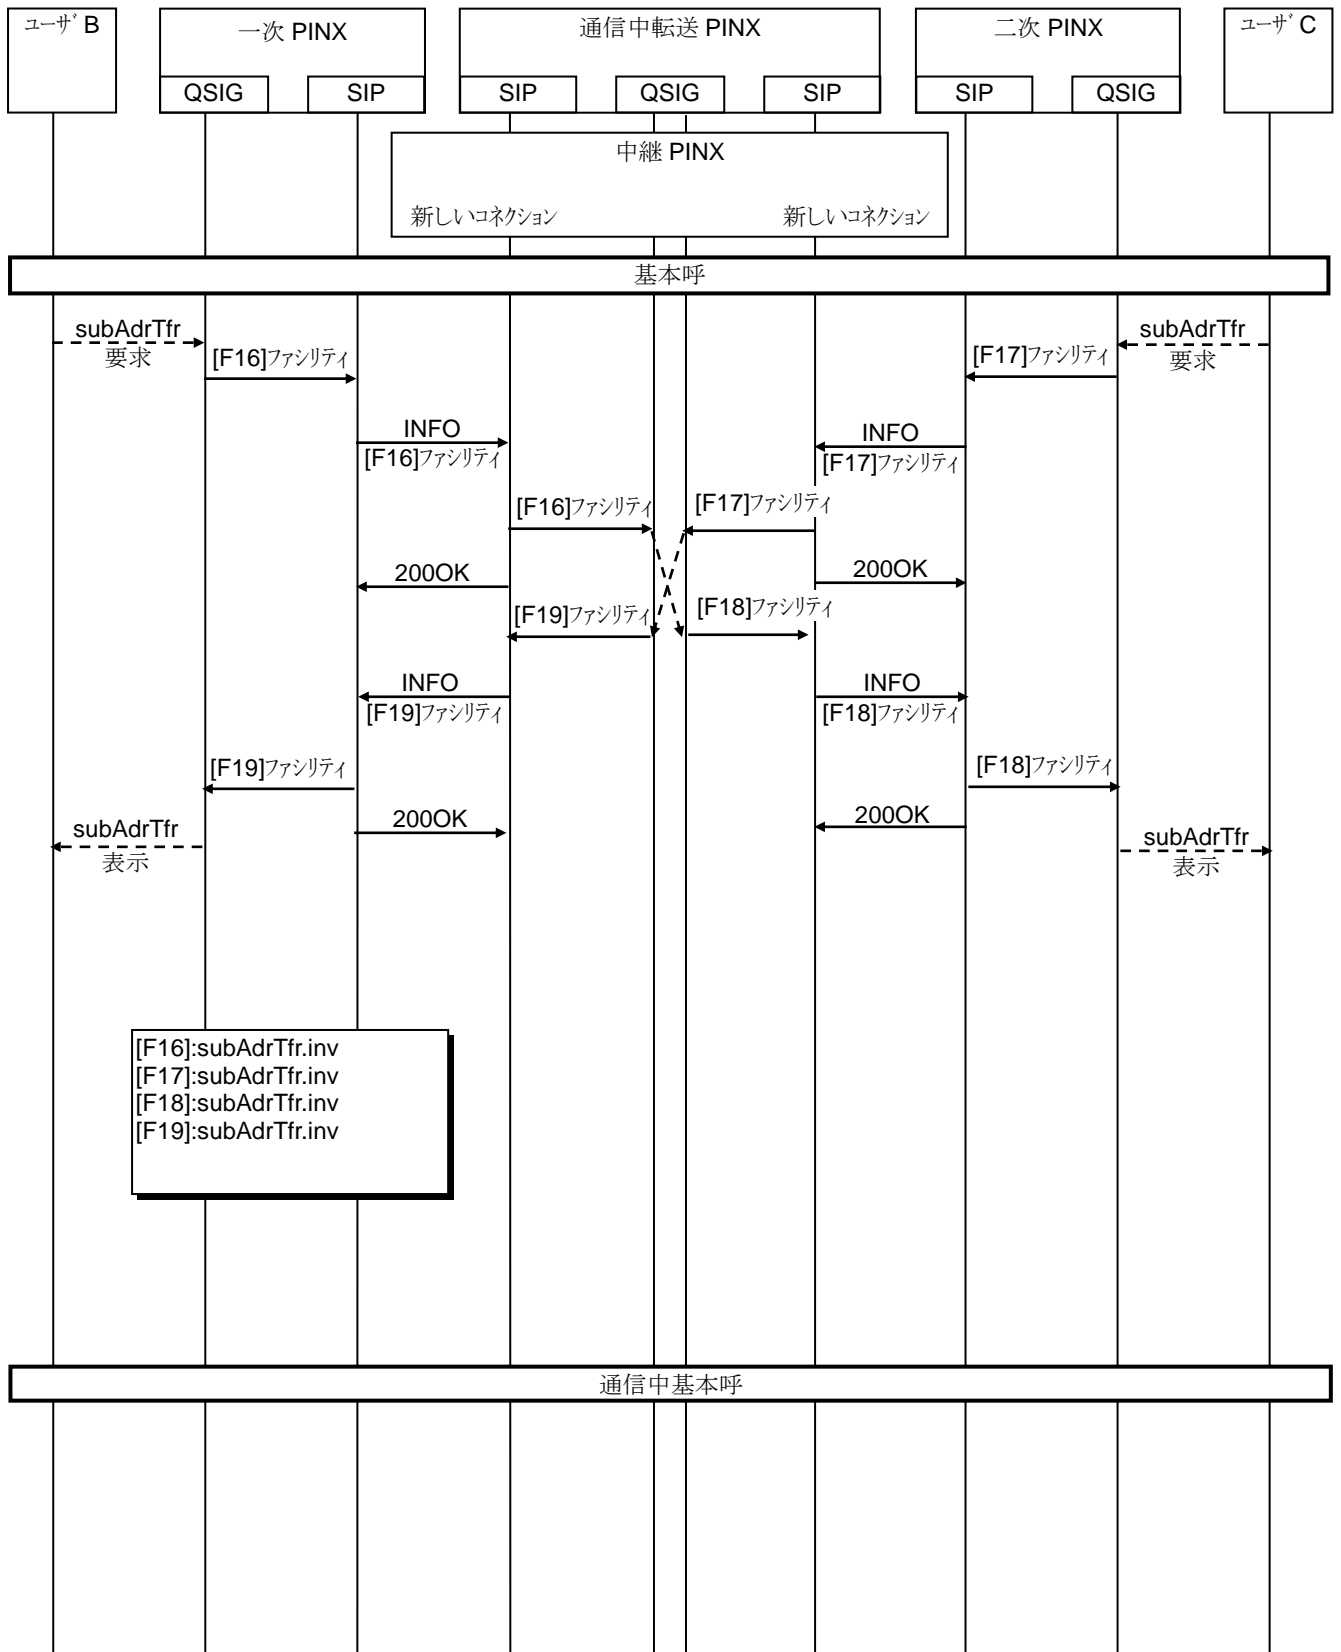 ユーザ B
一次 PINX
通信中転送 PINX
二次 PINX
ユーザ C
QSIG
SIP
SIP
QSIG
SIP
SIP
QSIG
中継 PINX
新しいコネクション
新しいコネクション
基本呼
subAdrTfr
要求
[F16]ファシリティ
subAdrTfr
要求
[F17]ファシリティ
INFO
[F16]ファシリティ
INFO
[F17]ファシリティ
[F16]ファシリティ
[F17]ファシリティ
200OK
200OK
[F19]ファシリティ
[F18]ファシリティ
INFO
[F19]ファシリティ
INFO
[F18]ファシリティ
[F19]ファシリティ
[F18]ファシリティ
200OK
200OK
subAdrTfr
表示
subAdrTfr
表示
[F16]:subAdrTfr.inv
[F17]:subAdrTfr.inv
[F18]:subAdrTfr.inv
[F19]:subAdrTfr.inv
通信中基本呼